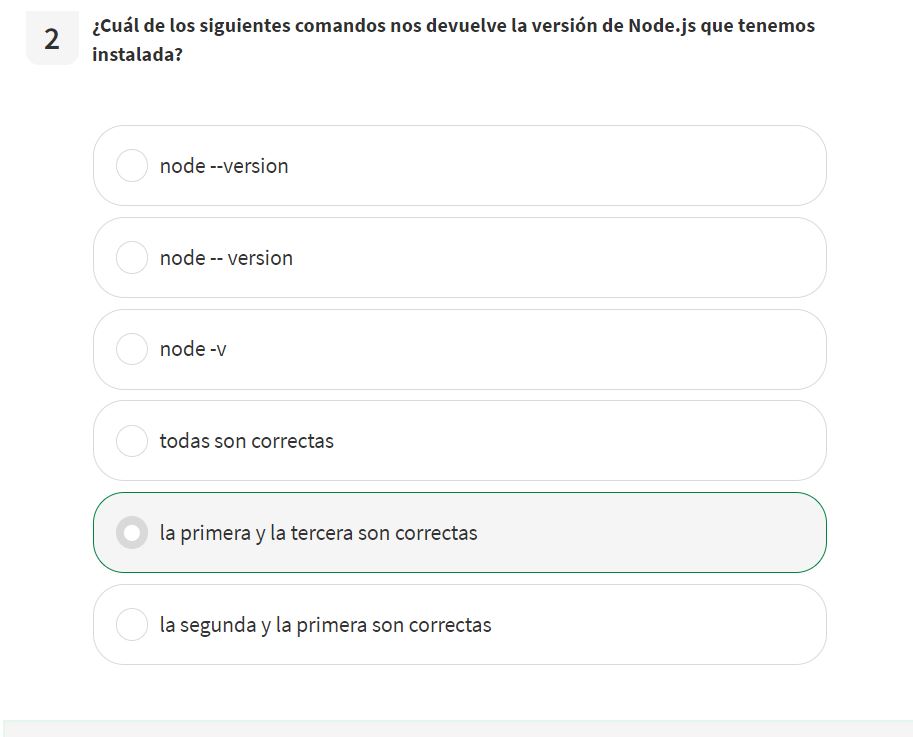 2
¿Cuál de los siguientes comandos nos devuelve la versión de Node.js que tenemos
instalada?
node --version
node -- version
node -v
todas son correctas
la primera y la tercera son correctas
la segunda y la primera son correctas